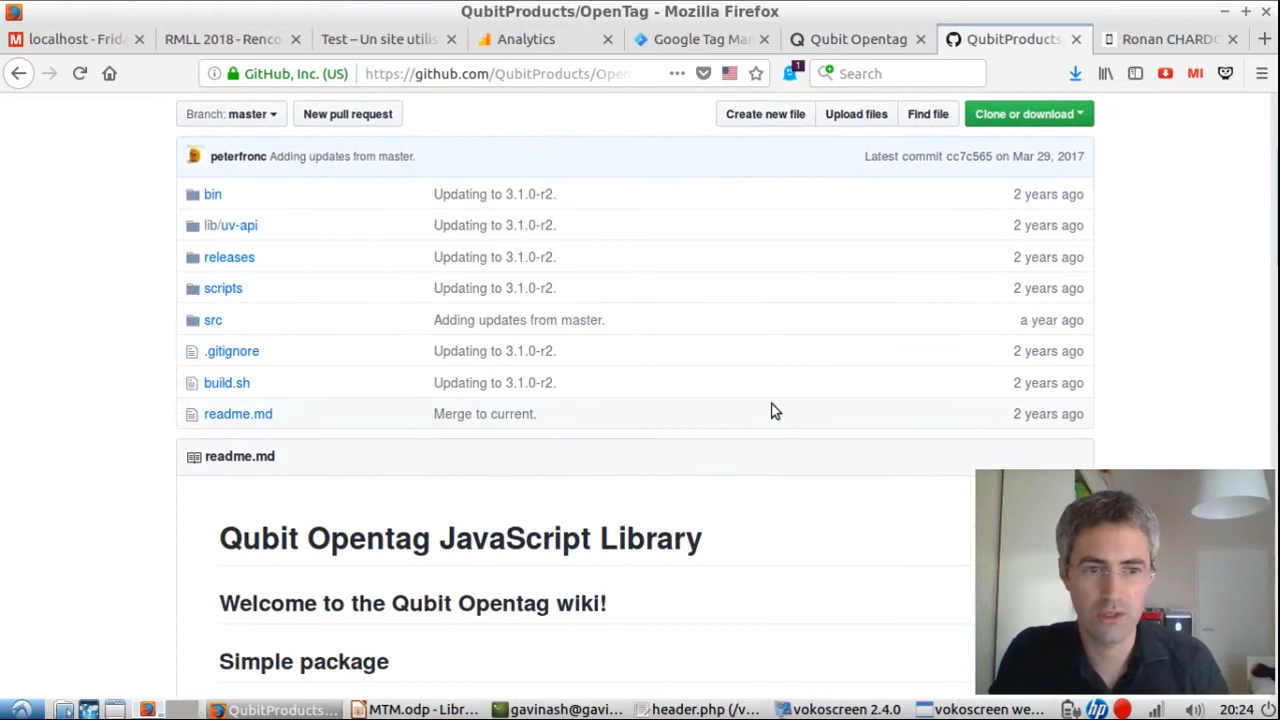 QubitProducts/OpenTag - Mozilla Firefox
localhost - Frida
RMLL 2018 - Renco
Test – Un site utilis
Analytics
Google Tag Man
Qubit Opentag
QubitProducts
Ronan CHARDO
GitHub, Inc. (US)
https://github.com/QubitProducts/Open
Search
1
MI
Branch: master
New pull request
Create new file
Upload files
Find file
Clone or download
peterfronc Adding updates from master.
Latest commit cc7c565 on Mar 29, 2017
bin Updating to 3.1.0-r2. 2 years ago
lib/uv-api Updating to 3.1.0-r2. 2 years ago
releases Updating to 3.1.0-r2. 2 years ago
scripts Updating to 3.1.0-r2. 2 years ago
src Adding updates from master. a year ago
.gitignore Updating to 3.1.0-r2. 2 years ago
build.sh Updating to 3.1.0-r2. 2 years ago
readme.md Merge to current. 2 years ago
readme.md
Qubit Opentag JavaScript Library
Welcome to the Qubit Opentag wiki!
Simple package
QubitProducts...
MTM.odp - Libr...
gavinash@gavi...
header.php (/v...
vokoscreen 2.4.0
vokoscreen we...
hp
20:24